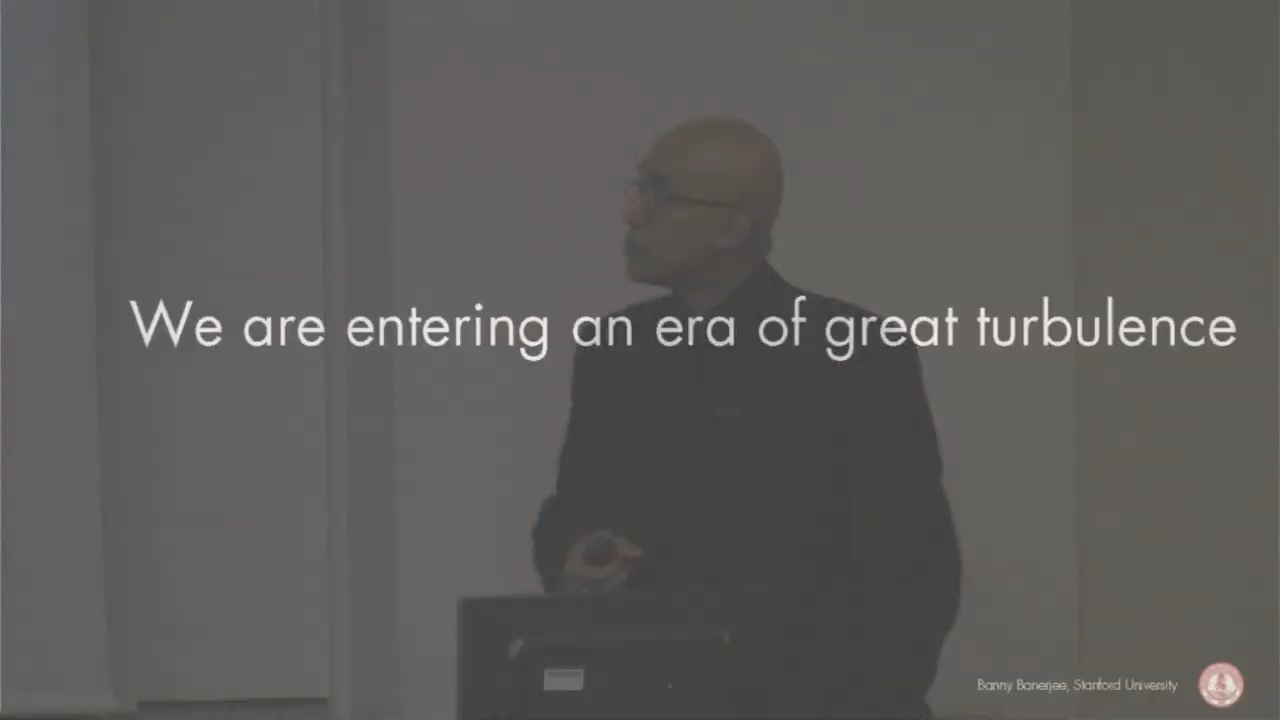 We are entering an era of great turbulence
Banny Banerjee, Stanford University